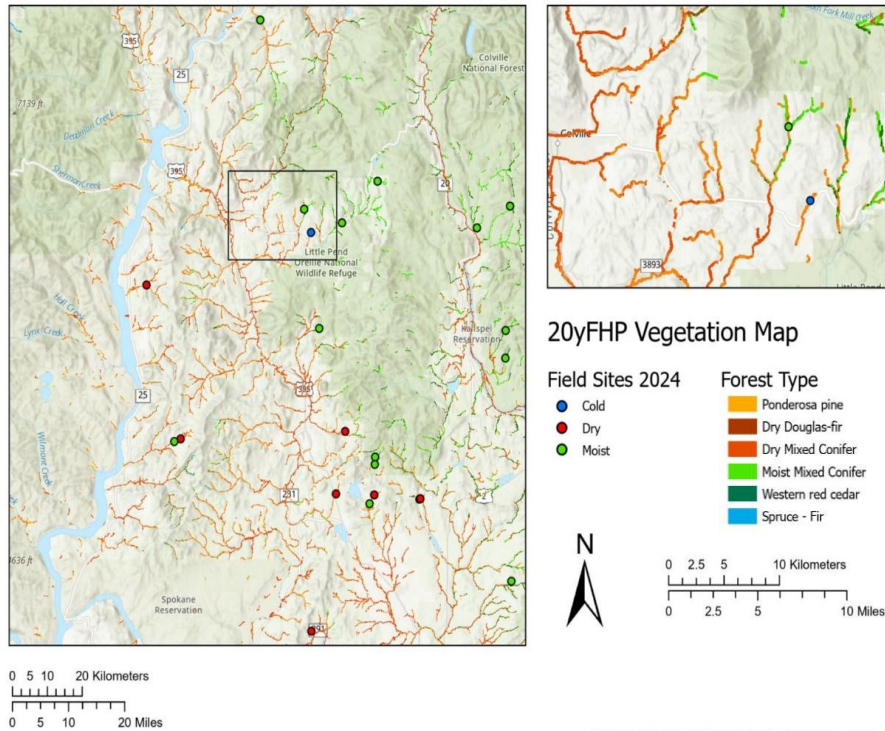 395
25
Colville
National Forest
7139 ft
Deadman Creek
Sherman Creek
395
20
Little Pend
Oreille National
Wildlife Refuge
Hall Creek
Lynx Creek
Kalispel
Reservation
395
25
Wilmont Creek
231
2
4636 ft
Spokane
Reservation
291
0 5 10 20 Kilometers
0 5 10 20 Miles
Fork Mill Creek
Colville
3893
Little Pend
20yFHP Vegetation Map
Field Sites 2024
Cold
Dry
Moist
Forest Type
Ponderosa pine
Dry Douglas-fir
Dry Mixed Conifer
Moist Mixed Conifer
Western red cedar
Spruce - Fir
N
0 2.5 5 10 Kilometers
0 2.5 5 10 Miles